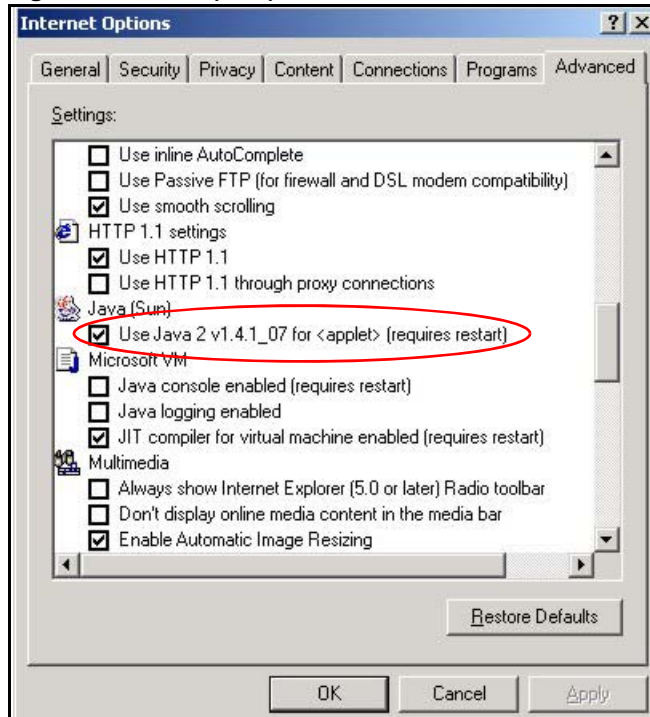 Internet Options
General Security Privacy Content Connections Programs Advanced
Settings:
Use inline AutoComplete
Use Passive FTP (for firewall and DSL modem compatibility)
Use smooth scrolling
HTTP 1.1 settings
Use HTTP 1.1
Use HTTP 1.1 through proxy connections
Java (Sun)
Use Java 2 v1.4.1_07 for <applet> (requires restart)
Microsoft VM
Java console enabled (requires restart)
Java logging enabled
JIT compiler for virtual machine enabled (requires restart)
Multimedia
Always show Internet Explorer (5.0 or later) Radio toolbar
Don't display online media content in the media bar
Enable Automatic Image Resizing
Restore Defaults
OK Cancel Apply